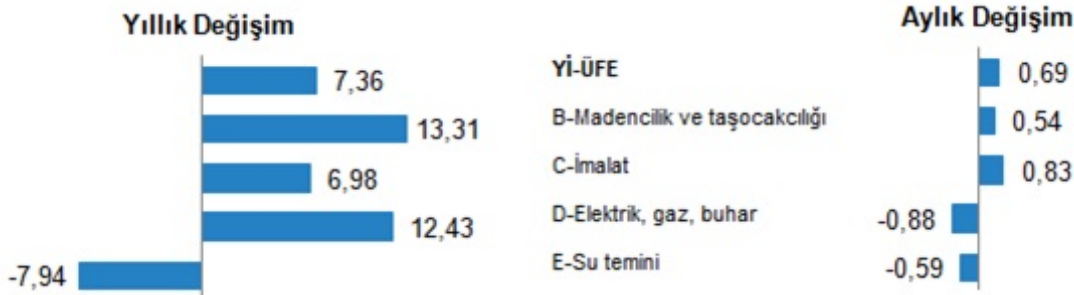 Yıllık Değişim
Aylık Değişim
7,36
Yİ-ÜFE
0,69
13,31
B-Madencilik ve taşocakcılığı
0,54
6,98
C-İmalat
0,83
12,43
D-Elektrik, gaz, buhar
-0,88
-7,94
E-Su temini
-0,59